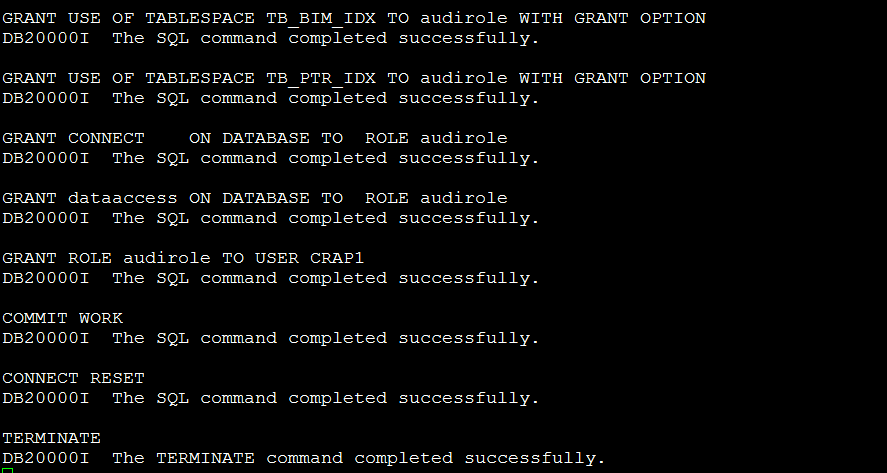 GRANT USE OF TABLESPACE TB_BIM_IDX TO audirole WITH GRANT OPTION
DB20000I  The SQL command completed successfully.
GRANT USE OF TABLESPACE TB_PTR_IDX TO audirole WITH GRANT OPTION
DB20000I  The SQL command completed successfully.
GRANT CONNECT    ON DATABASE TO  ROLE audirole
DB20000I  The SQL command completed successfully.
GRANT dataaccess ON DATABASE TO  ROLE audirole
DB20000I  The SQL command completed successfully.
GRANT ROLE audirole TO USER CRAP1
DB20000I  The SQL command completed successfully.
COMMIT WORK
DB20000I  The SQL command completed successfully.
CONNECT RESET
DB20000I  The SQL command completed successfully.
TERMINATE
DB20000I  The TERMINATE command completed successfully.